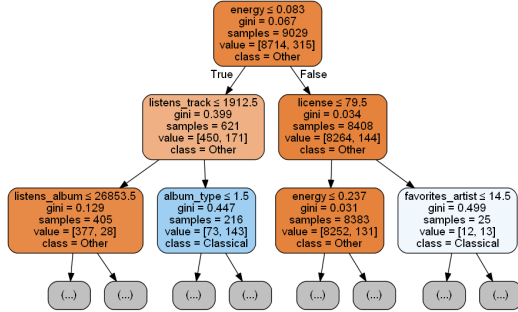 energy ≤ 0.083
gini = 0.067
samples = 9029
value = [8714, 315]
class = Other
True
False
listens_track ≤ 1912.5
gini = 0.399
samples = 621
value = [450, 171]
class = Other
license ≤ 79.5
gini = 0.034
samples = 8408
value = [8264, 144]
class = Other
listens_album ≤ 26853.5
gini = 0.129
samples = 405
value = [377, 28]
class = Other
album_type ≤ 1.5
gini = 0.447
samples = 216
value = [73, 143]
class = Classical
energy ≤ 0.237
gini = 0.031
samples = 8383
value = [8252, 131]
class = Other
favorites_artist ≤ 14.5
gini = 0.499
samples = 25
value = [12, 13]
class = Classical
(...)
(...)
(...)
(...)
(...)
(...)
(...)
(...)